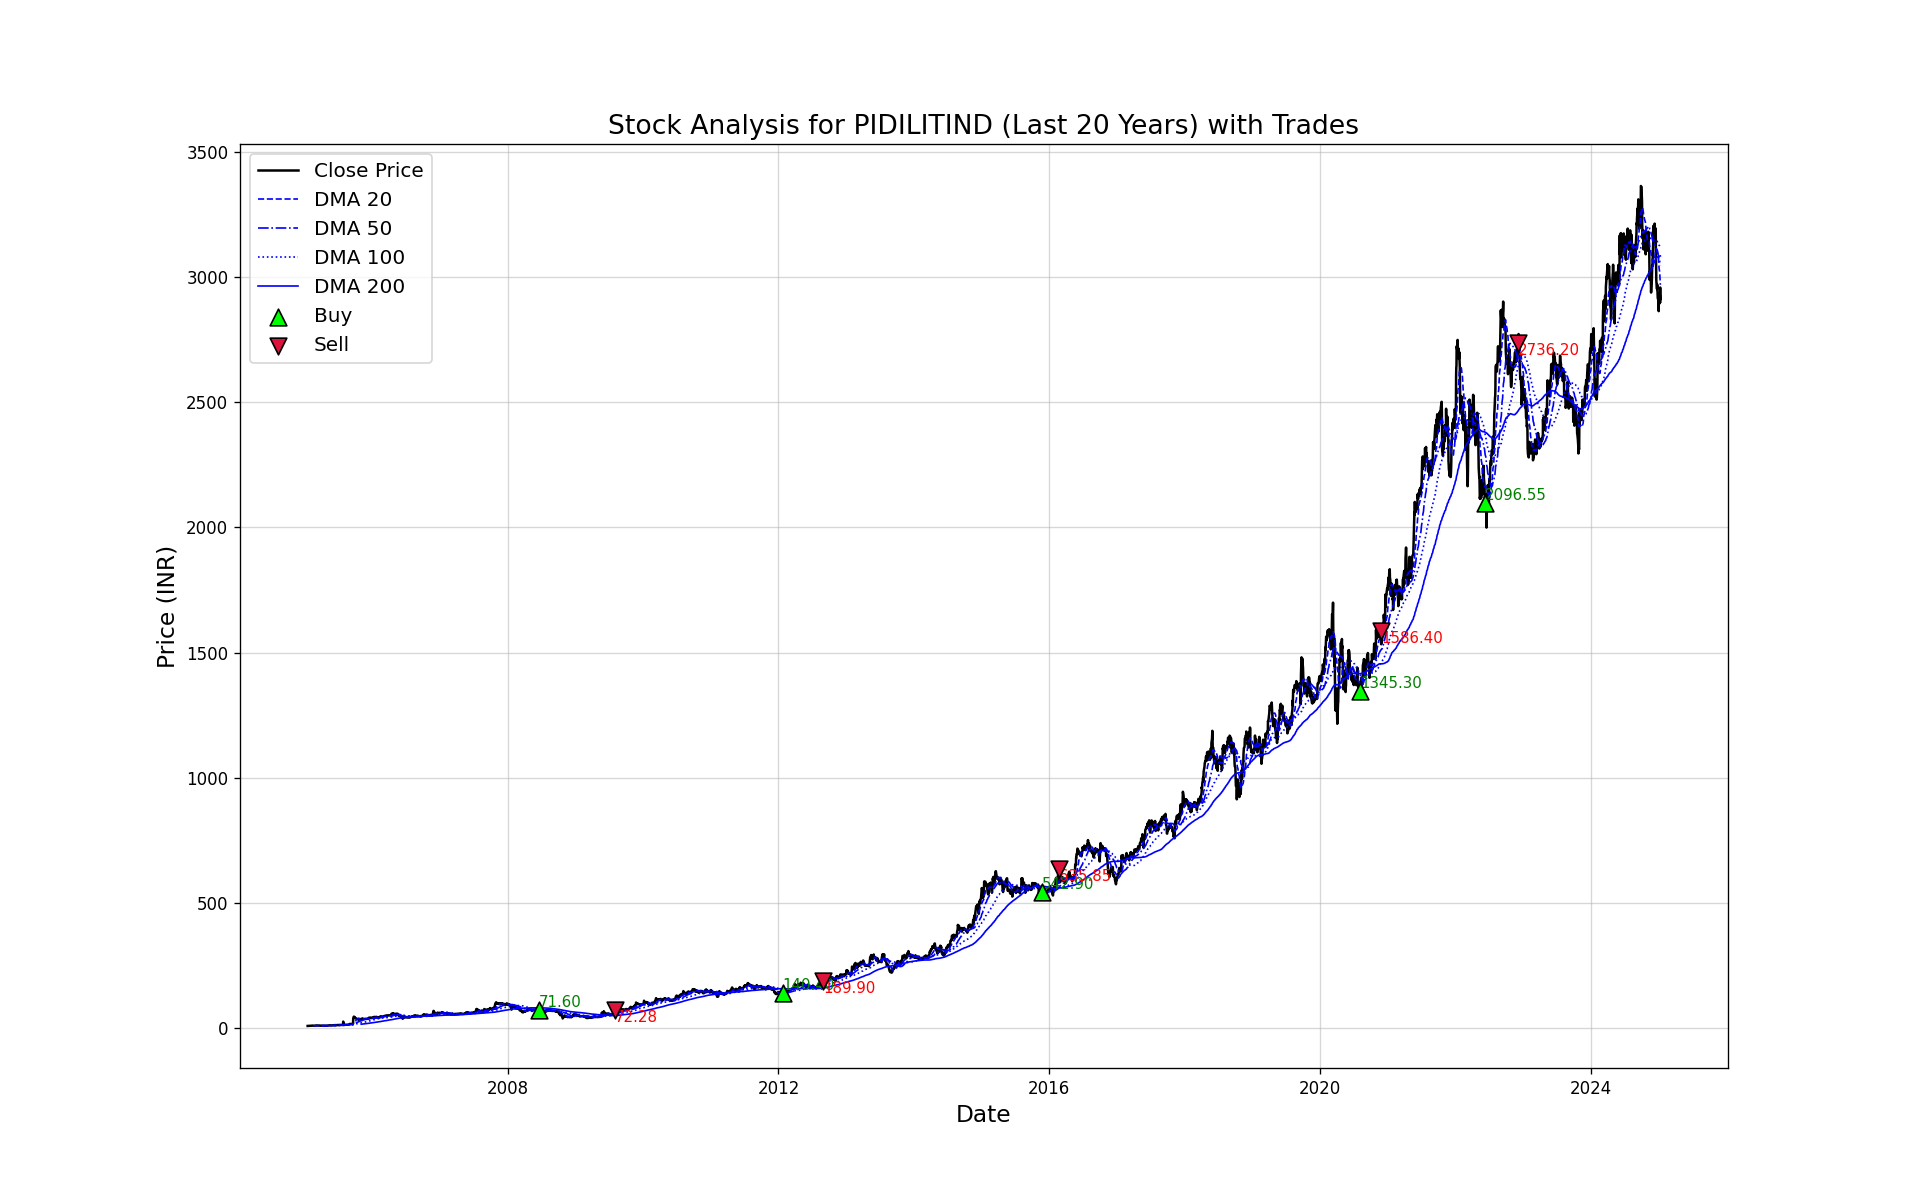 Stock Analysis for PIDILITIND (Last 20 Years) with Trades
Price (INR)
3500
3000
2500
2000
1500
1000
500
0
Close Price
DMA 20
DMA 50
DMA 100
DMA 200
Buy
Sell
71.60
72.28
189.90
542.90
1345.30
1586.40
2096.55
2736.20
2008
2012
2016
2020
2024
Date